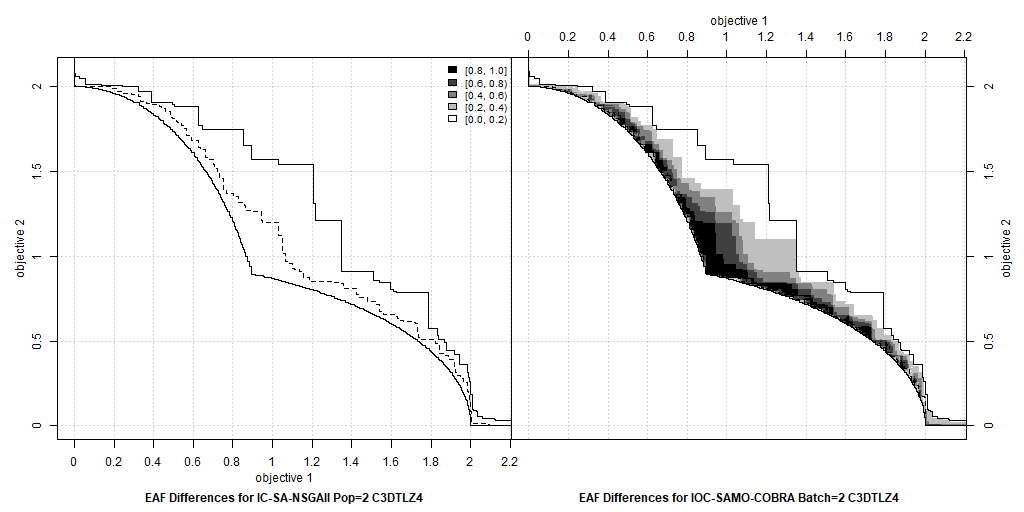 objective 1
0 0.2 0.4 0.6 0.8 1 1.2 1.4 1.6 1.8 2 2.2
[0.8, 1.0]
[0.6, 0.8)
[0.4, 0.6)
[0.2, 0.4)
[0.0, 0.2)
objective 2
2
1.5
1
0.5
0
2
1.5
1
0.5
0
objective 2
0 0.2 0.4 0.6 0.8 1 1.2 1.4 1.6 1.8 2 2.2
objective 1
EAF Differences for IC-SA-NSGAII Pop=2 C3DTLZ4
EAF Differences for IOC-SAMO-COBRA Batch=2 C3DTLZ4